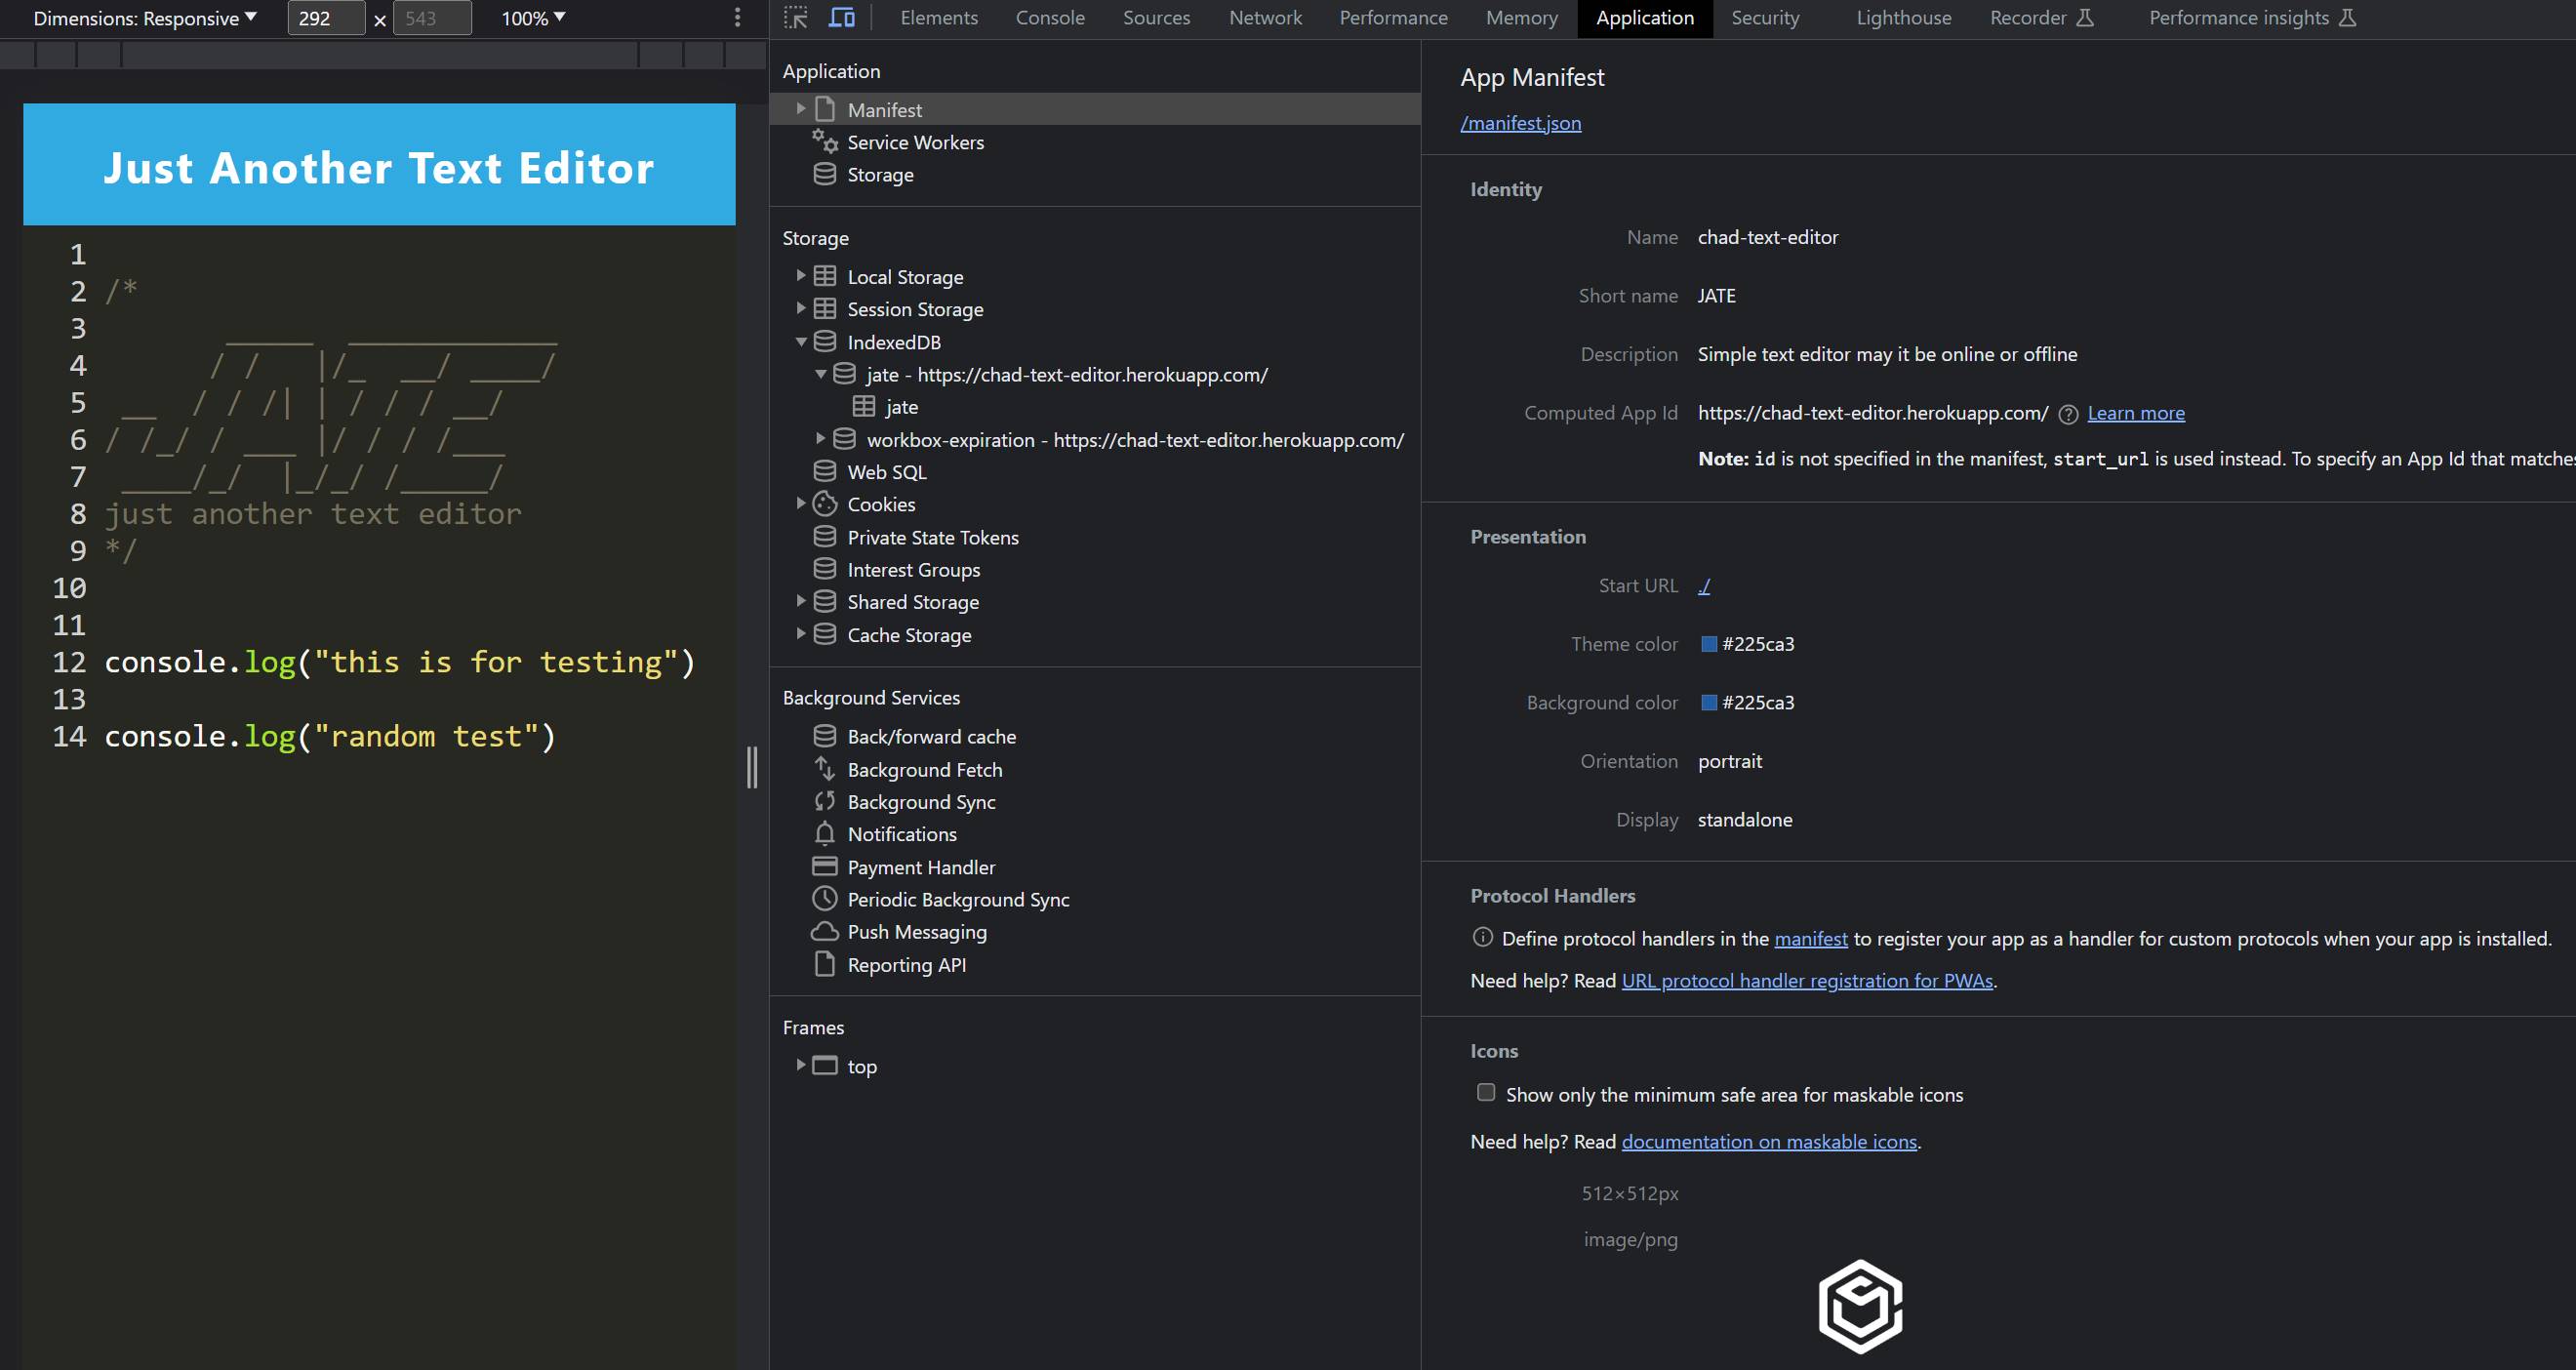 Dimensions: Responsive 292 × 543 100%
Just Another Text Editor
1
2 /*
3        _____  ____________
4       / /   |/_  __/ ____/
5  __  / / /| | / / / __/
6 / /_/ / ___ |/ / / /___
7  ____/_/  |_/_/ /_____/
8 just another text editor
9 */
10
11
12 console.log("this is for testing")
13
14 console.log("random test")
Elements Console Sources Network Performance Memory Application Security Lighthouse Recorder Performance insights
Application
Manifest
Service Workers
Storage
Storage
Local Storage
Session Storage
IndexedDB
jate - https://chad-text-editor.herokuapp.com/
jate
workbox-expiration - https://chad-text-editor.herokuapp.com/
Web SQL
Cookies
Private State Tokens
Interest Groups
Shared Storage
Cache Storage
Background Services
Back/forward cache
Background Fetch
Background Sync
Notifications
Payment Handler
Periodic Background Sync
Push Messaging
Reporting API
Frames
top
App Manifest
/manifest.json
Identity
Name chad-text-editor
Short name JATE
Description Simple text editor may it be online or offline
Computed App Id https://chad-text-editor.herokuapp.com/ ? Learn more
Note: id is not specified in the manifest, start_url is used instead. To specify an App Id that matches
Presentation
Start URL ./
Theme color #225ca3
Background color #225ca3
Orientation portrait
Display standalone
Protocol Handlers
Define protocol handlers in the manifest to register your app as a handler for custom protocols when your app is installed.
Need help? Read URL protocol handler registration for PWAs.
Icons
Show only the minimum safe area for maskable icons
Need help? Read documentation on maskable icons.
512×512px
image/png